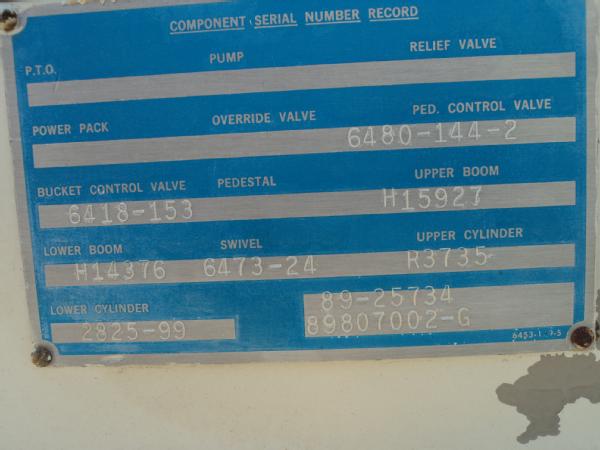 COMPONENT SERIAL NUMBER RECORD
P.T.O. PUMP RELIEF VALVE
POWER PACK OVERRIDE VALVE PED. CONTROL VALVE
6480-144-2
BUCKET CONTROL VALVE PEDESTAL UPPER BOOM
6418-153 H15927
LOWER BOOM SWIVEL UPPER CYLINDER
H14376 6473-24 R3735
LOWER CYLINDER
89-25734
2825-99 89807002-G